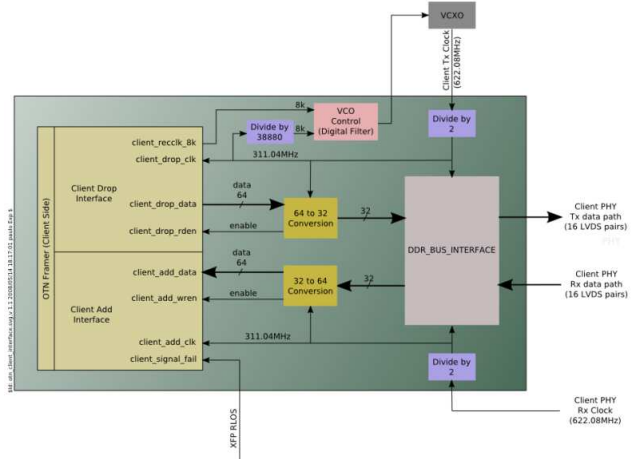 VCXO
Client Tx Clock
(622.08MHz)
8k
VCO
Control
(Digital Filter)
Divide by
38880
8k
Divide by
2
client_recclk_8k
client_drop_clk
311.04MHz
OTN Framer (Client Side)
Client Drop
Interface
client_drop_data
data
64
64 to 32
Conversion
32
client_drop_rden
enable
DDR_BUS_INTERFACE
Client PHY
Tx data path
(16 LVDS pairs)
client_add_data
data
64
32 to 64
Conversion
32
client_add_wren
enable
Client PHY
Rx data path
(16 LVDS pairs)
Client Add
Interface
client_add_clk
311.04MHz
client_signal_fail
Divide by
2
XFP RLOS
Client PHY
Rx Clock
(622.08MHz)